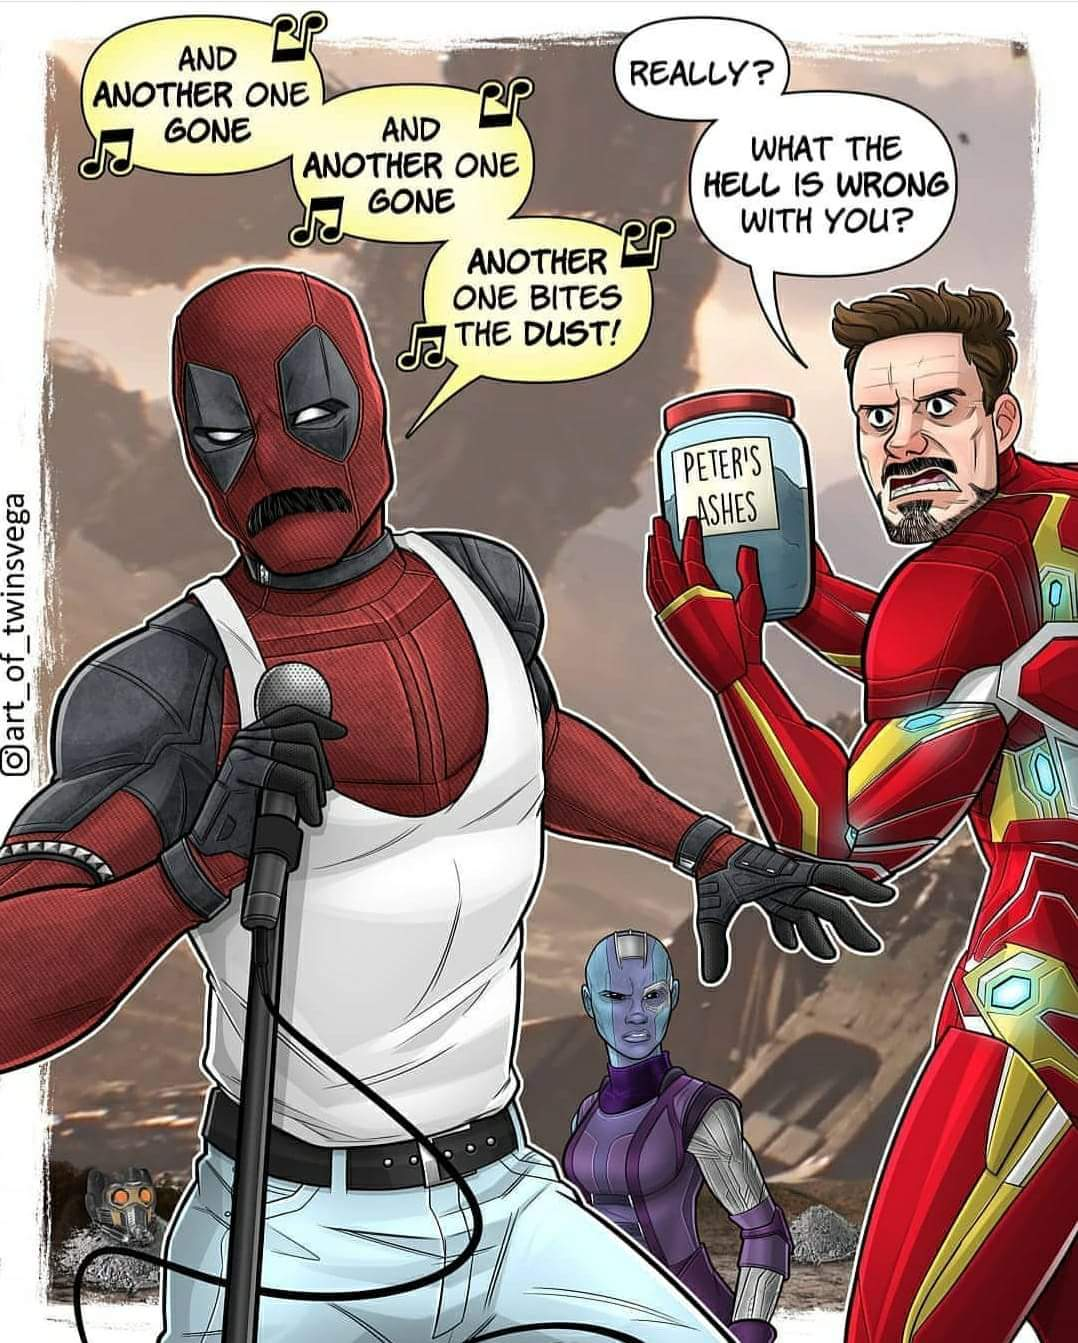 AND
ANOTHER ONE
GONE
AND
ANOTHER ONE
GONE
ANOTHER
ONE BITES
THE DUST!
REALLY?
WHAT THE
HELL IS WRONG
WITH YOU?
PETER'S
ASHES
art_of_twinsvega